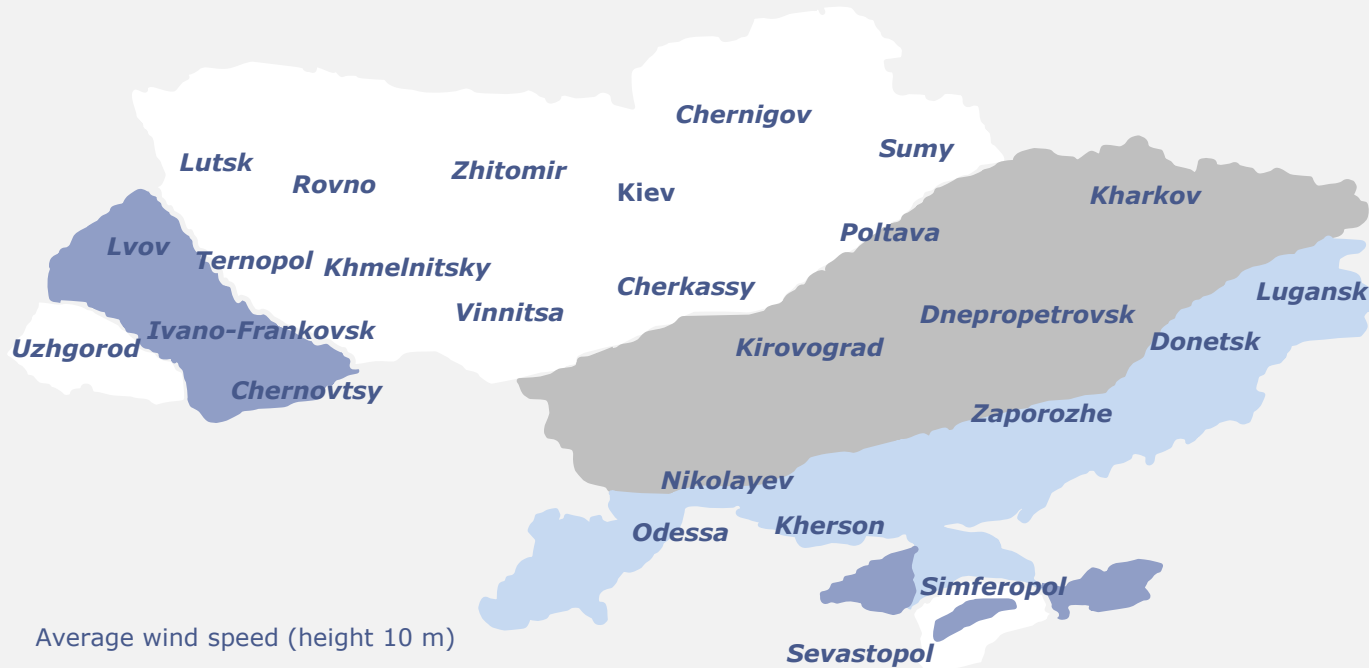 Chernigov
Sumy
Lutsk
Rovno
Zhitomir
Kiev
Kharkov
Lvov
Ternopol
Khmelnitsky
Poltava
Cherkassy
Lugansk
Vinnitsa
Dnepropetrovsk
Ivano-Frankovsk
Uzhgorod
Kirovograd
Donetsk
Chernovtsy
Zaporozhe
Nikolayev
Odessa
Kherson
Simferopol
Average wind speed (height 10 m)
Sevastopol